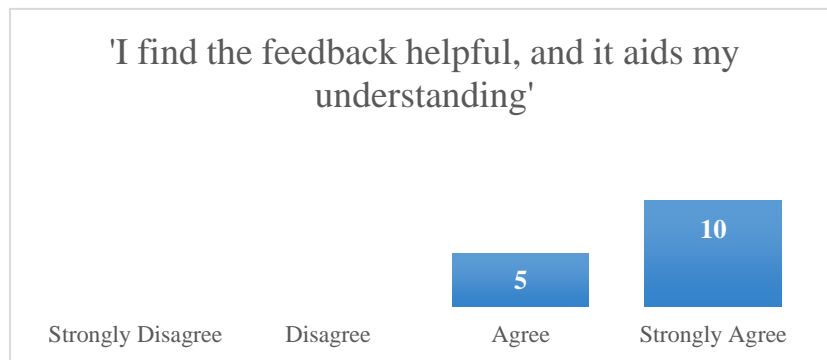 'I find the feedback helpful, and it aids my
understanding'
10
5
Strongly Disagree Disagree Agree Strongly Agree